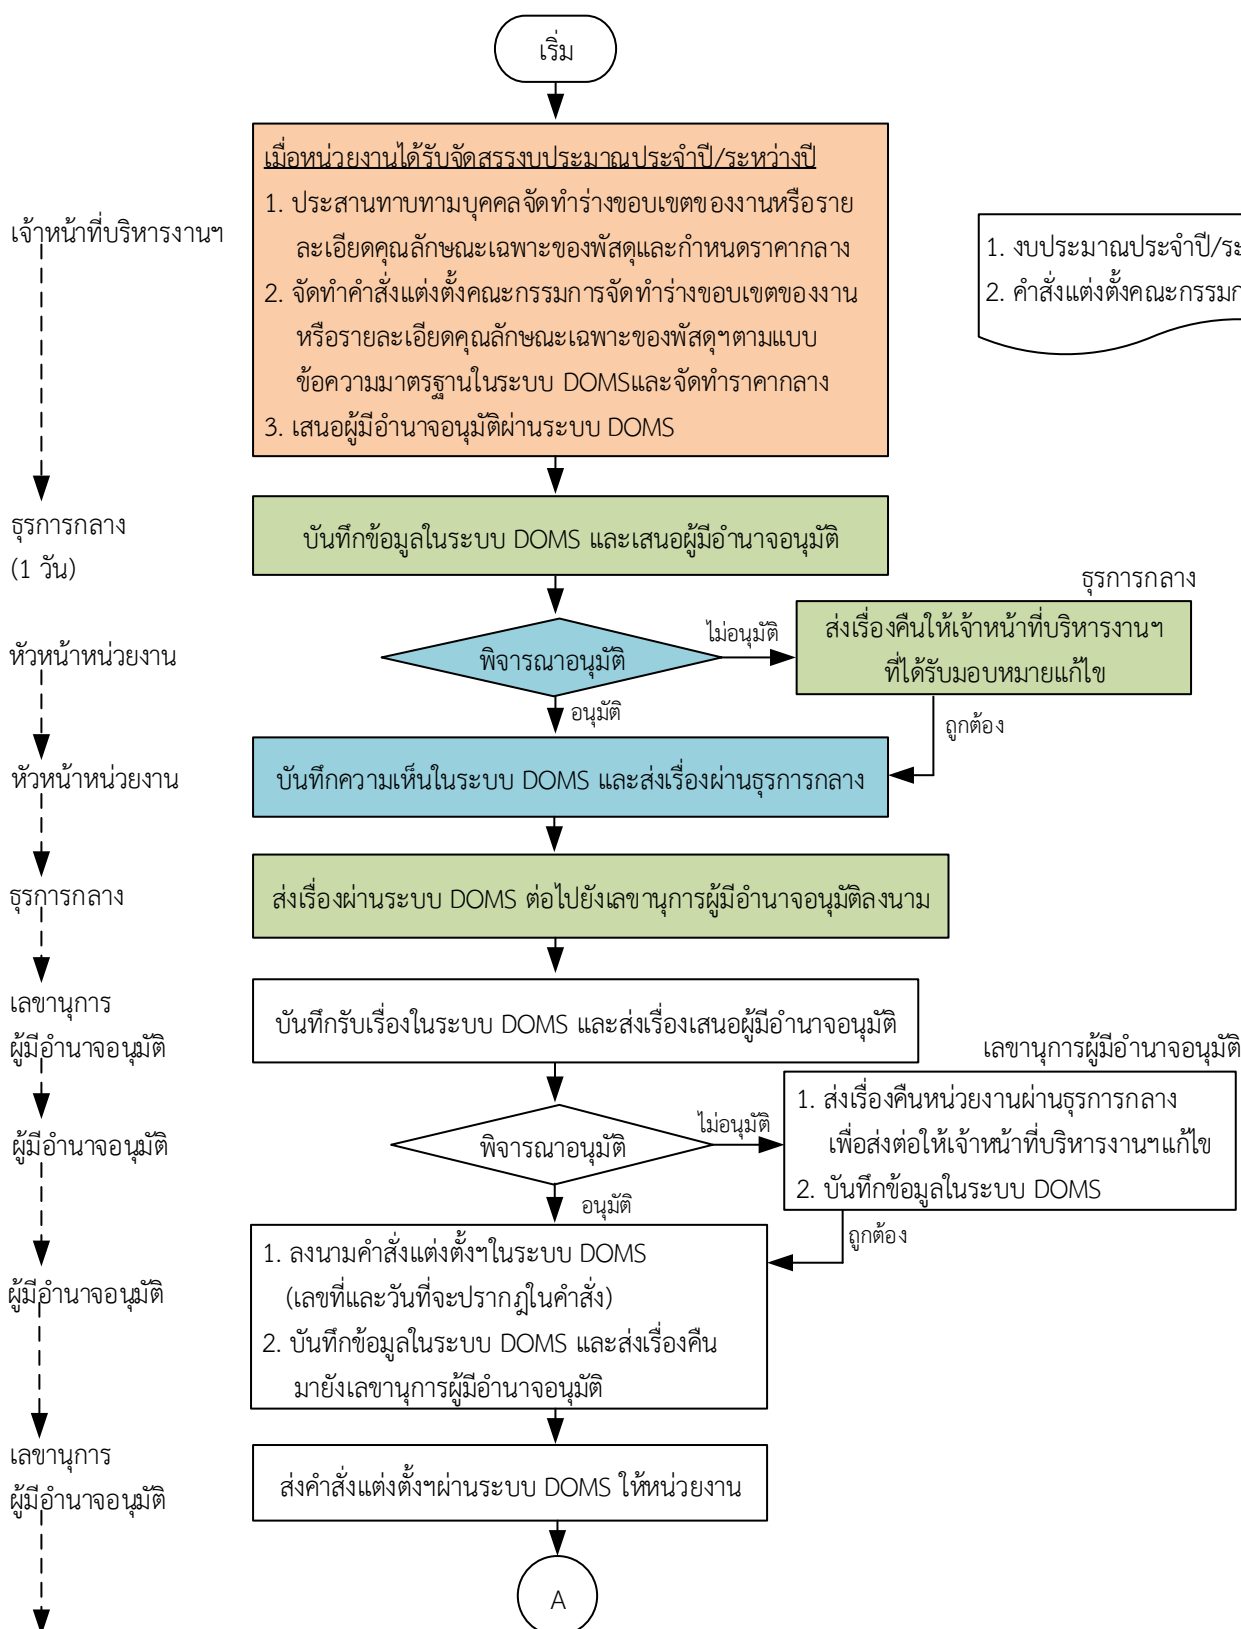 เริ่ม
เมื่อหน่วยงานได้รับจัดสรรงบประมาณประจำปี/ระหว่างปี
1. ประสานทาบทามบุคคลจัดทำร่างขอบเขตของงานหรือราย
ละเอียดคุณลักษณะเฉพาะของพัสดุและกำหนดราคากลาง
2. จัดทำคำสั่งแต่งตั้งคณะกรรมการจัดทำร่างขอบเขตของงาน
หรือรายละเอียดคุณลักษณะเฉพาะของพัสดุฯตามแบบ
ข้อความมาตรฐานในระบบ DOMSและจัดทำราคากลาง
3. เสนอผู้มีอำนาจอนุมัติผ่านระบบ DOMS
เจ้าหน้าที่บริหารงานฯ
1. งบประมาณประจำปี/ระ
2. คำสั่งแต่งตั้งคณะกรรมก
ธุรการกลาง
(1 วัน)
บันทึกข้อมูลในระบบ DOMS และเสนอผู้มีอำนาจอนุมัติ
ธุรการกลาง
หัวหน้าหน่วยงาน
พิจารณาอนุมัติ
ไม่อนุมัติ
ส่งเรื่องคืนให้เจ้าหน้าที่บริหารงานฯ
ที่ได้รับมอบหมายแก้ไข
อนุมัติ
ถูกต้อง
หัวหน้าหน่วยงาน
บันทึกความเห็นในระบบ DOMS และส่งเรื่องผ่านธุรการกลาง
ธุรการกลาง
ส่งเรื่องผ่านระบบ DOMS ต่อไปยังเลขานุการผู้มีอำนาจอนุมัติลงนาม
เลขานุการ
ผู้มีอำนาจอนุมัติ
บันทึกรับเรื่องในระบบ DOMS และส่งเรื่องเสนอผู้มีอำนาจอนุมัติ
เลขานุการผู้มีอำนาจอนุมัติ
ผู้มีอำนาจอนุมัติ
พิจารณาอนุมัติ
ไม่อนุมัติ
1. ส่งเรื่องคืนหน่วยงานผ่านธุรการกลาง
เพื่อส่งต่อให้เจ้าหน้าที่บริหารงานฯแก้ไข
2. บันทึกข้อมูลในระบบ DOMS
อนุมัติ
ถูกต้อง
ผู้มีอำนาจอนุมัติ
1. ลงนามคำสั่งแต่งตั้งฯในระบบ DOMS
(เลขที่และวันที่จะปรากฏในคำสั่ง)
2. บันทึกข้อมูลในระบบ DOMS และส่งเรื่องคืน
มายังเลขานุการผู้มีอำนาจอนุมัติ
เลขานุการ
ผู้มีอำนาจอนุมัติ
ส่งคำสั่งแต่งตั้งฯผ่านระบบ DOMS ให้หน่วยงาน
A